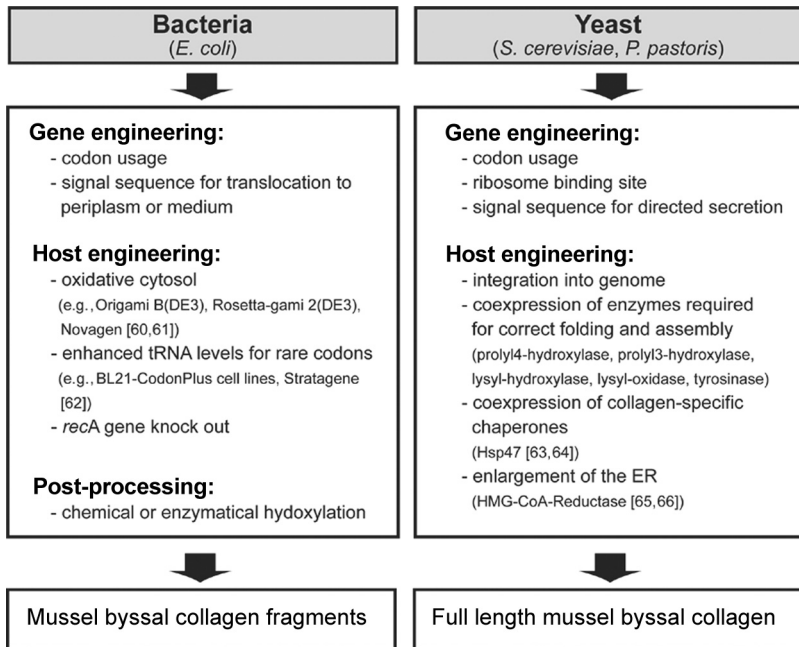 Bacteria
(E. coli)
Gene engineering:
- codon usage
- signal sequence for translocation to
periplasm or medium
Host engineering:
- oxidative cytosol
(e.g., Origami B(DE3), Rosetta-gami 2(DE3),
Novagen [60,61])
- enhanced tRNA levels for rare codons
(e.g., BL21-CodonPlus cell lines, Stratagene
[62])
- recA gene knock out
Post-processing:
- chemical or enzymatical hydoxylation
Mussel byssal collagen fragments
Yeast
(S. cerevisiae, P. pastoris)
Gene engineering:
- codon usage
- ribosome binding site
- signal sequence for directed secretion
Host engineering:
- integration into genome
- coexpression of enzymes required
for correct folding and assembly
(prolyl4-hydroxylase, prolyl3-hydroxylase,
lysyl-hydroxylase, lysyl-oxidase, tyrosinase)
- coexpression of collagen-specific
chaperones
(Hsp47 [63,64])
- enlargement of the ER
(HMG-CoA-Reductase [65,66])
Full length mussel byssal collagen